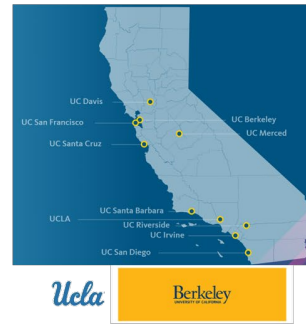 UC Davis
UC San Francisco
UC Berkeley
UC Merced
UC Santa Cruz
UC Santa Barbara
UCLA
UC Riverside
UC Irvine
UC San Diego
Ucla
Berkeley
UNIVERSITY OF CALIFORNIA